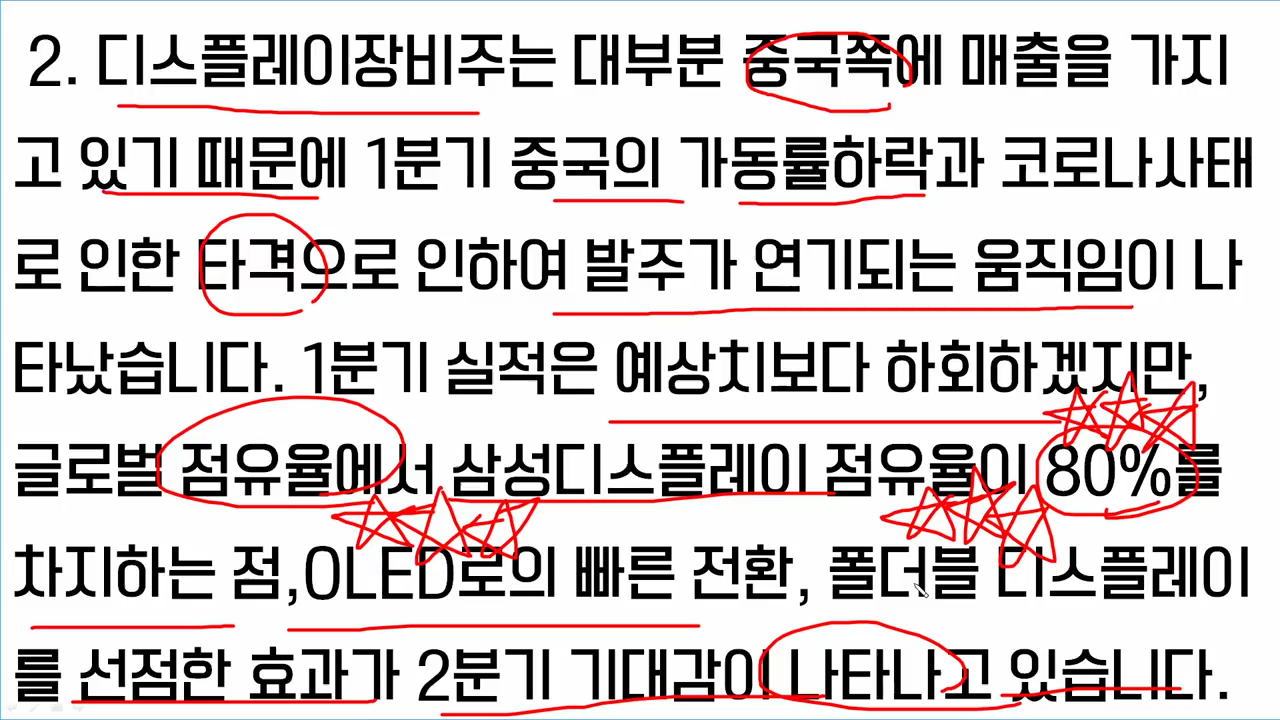 2. 디스플레이장비주는 대부분 중국쪽에 매출을 가지
고 있기 때문에 1분기 중국의 가동률하락과 코로나사태
로 인한 타격으로 인하여 발주가 연기되는 움직임이 나
타났습니다. 1분기 실적은 예상치보다 하회하겠지만,
글로벌 점유율에서 삼성디스플레이 점유율이 80%를
차지하는 점,OLED로의 빠른 전환, 폴더블 디스플레이
를 선점한 효과가 2분기 기대감이 나타나고 있습니다.